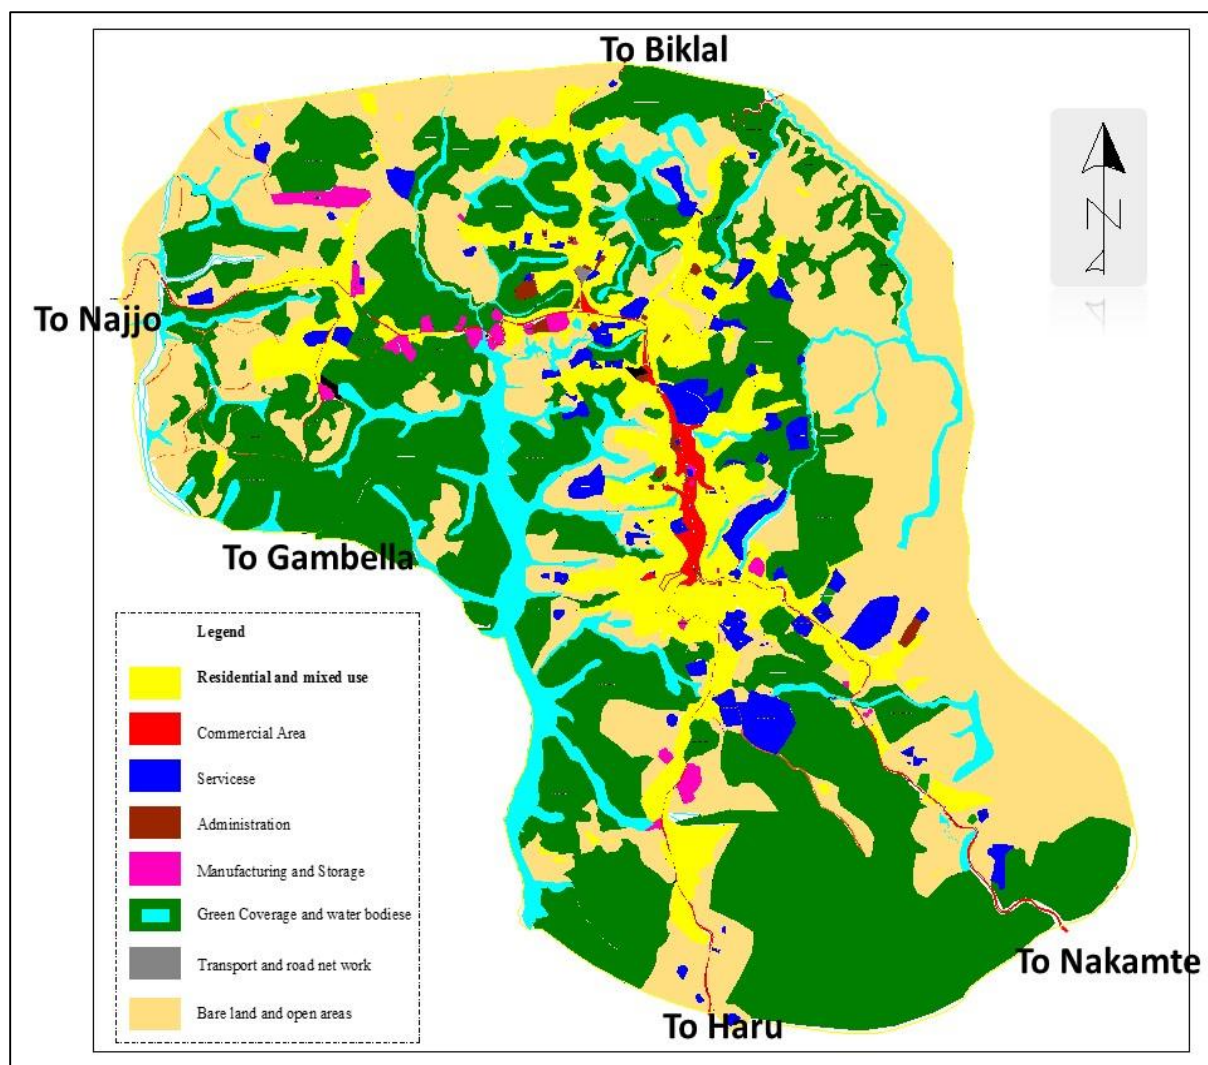 To Biklal
To Najjo
To Gambella
Legend
Residential and mixed use
Commercial Area
Servicese
Administration
Manufacturing and Storage
Green Coverage and water bodiese
Transport and road net work
Bare land and open areas
To Nakamte
To Haru